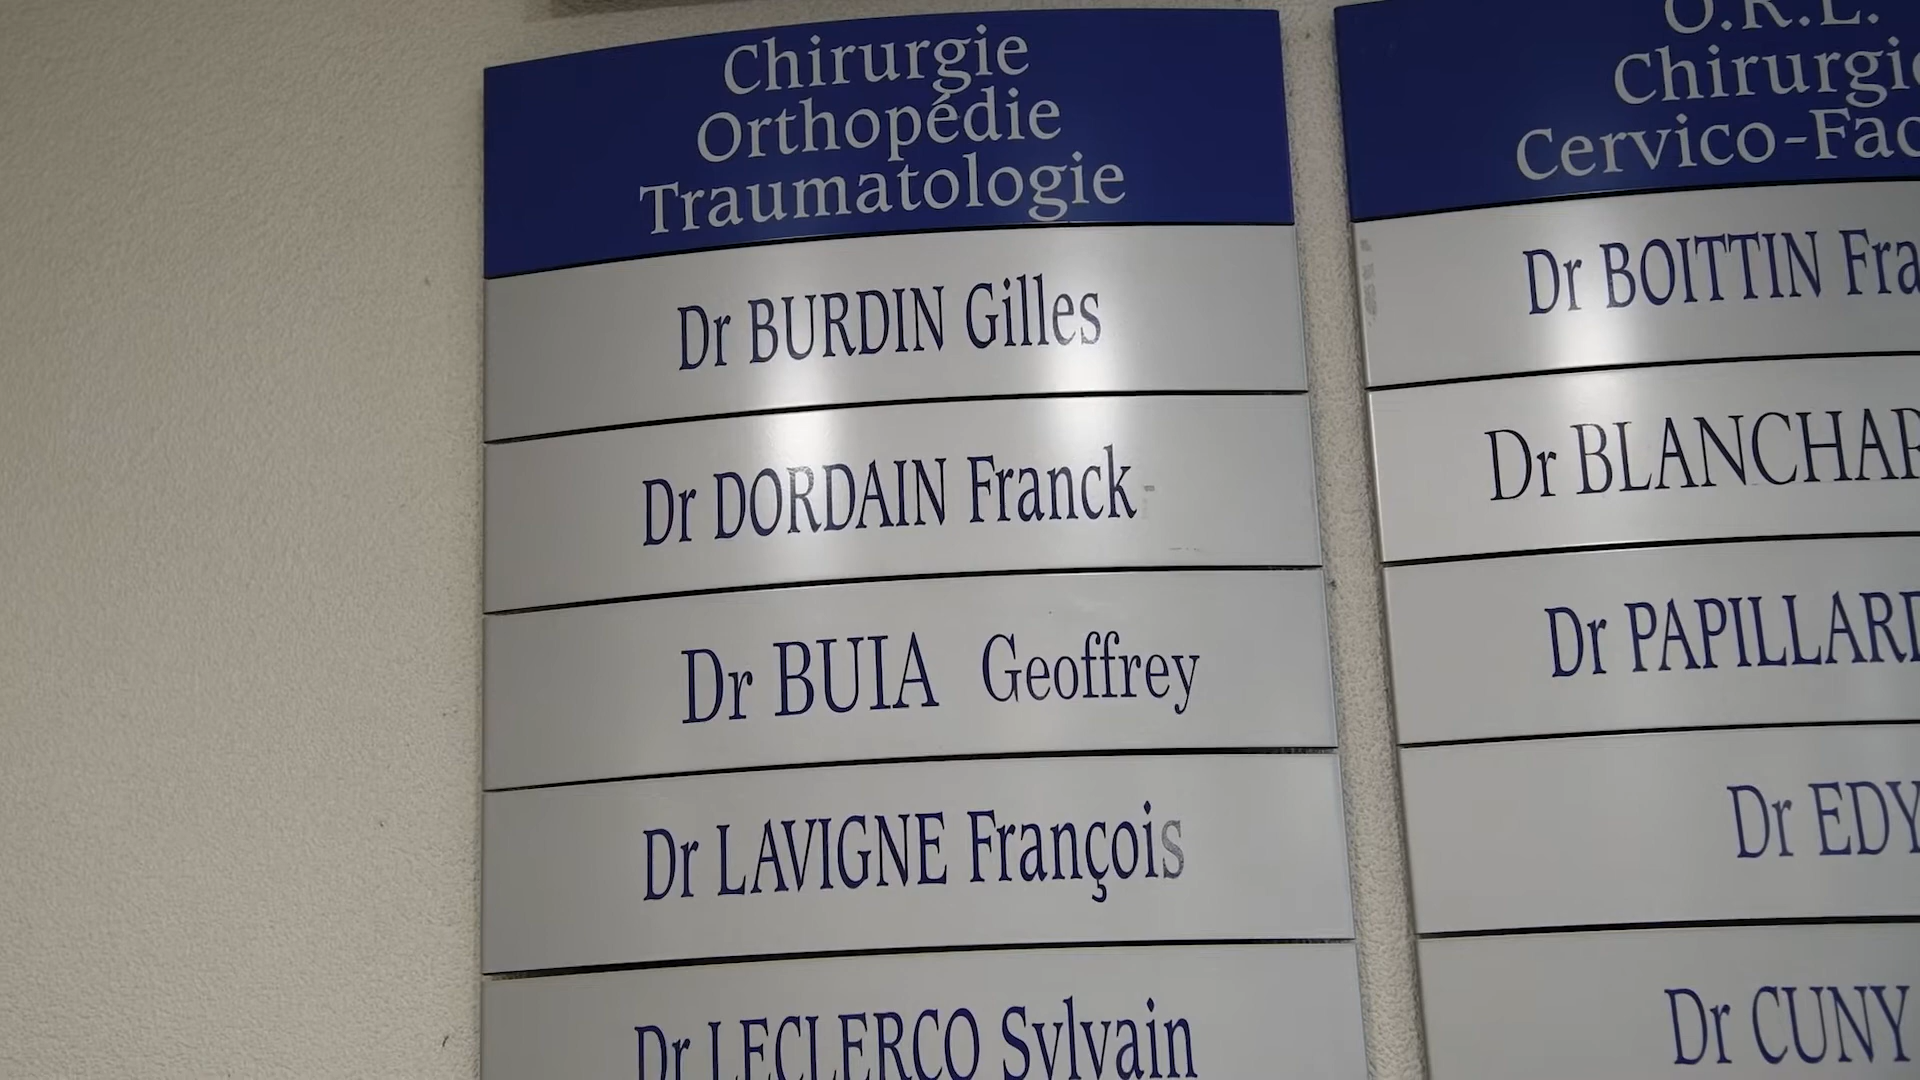 Chirurgie
Orthopédie
Traumatologie
Dr BURDIN Gilles
Dr DORDAIN Franck
Dr BUIA Geoffrey
Dr LAVIGNE François
Dr LECLERCQ Sylvain
O.R.L.
Chirurgie
Cervico-Fac
Dr BOITTIN Fra
Dr BLANCHAR
Dr PAPILLARD
Dr EDY
Dr CUNY